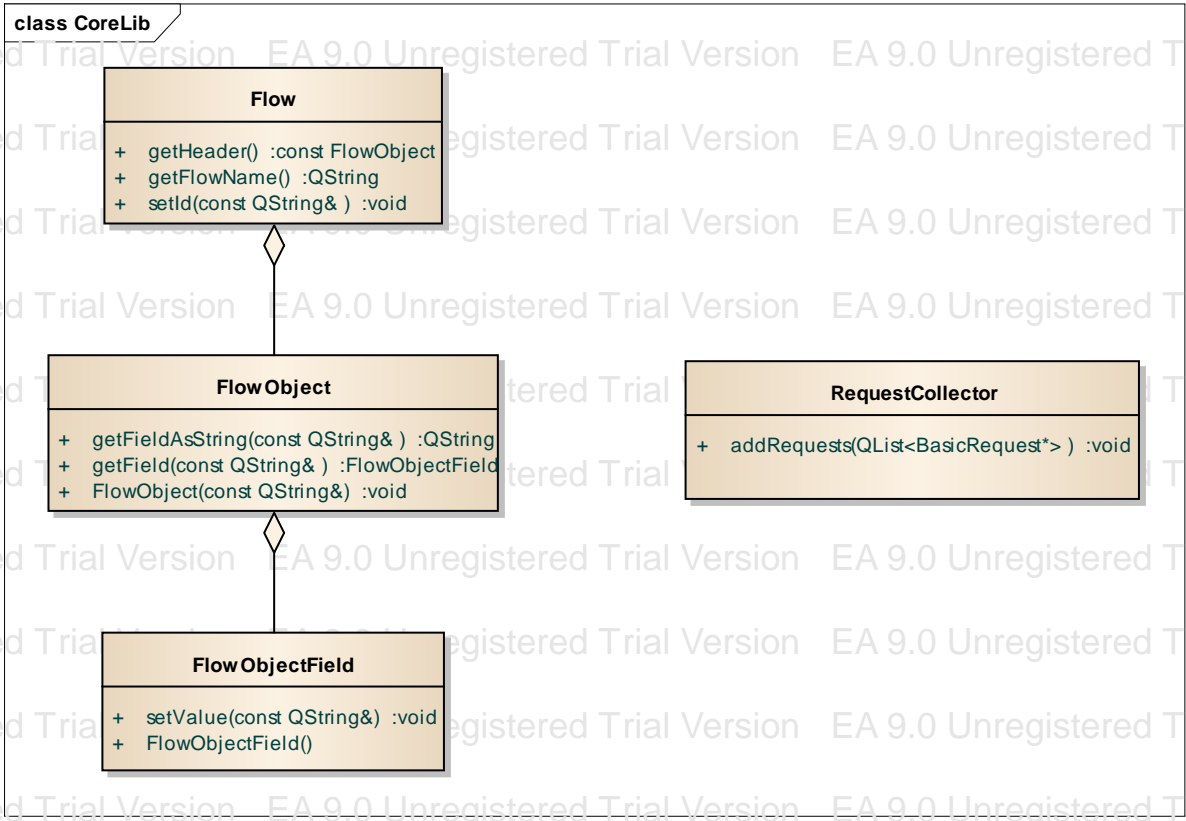 class CoreLib
Flow
+ getHeader() :const FlowObject
+ getFlowName() :QString
+ setId(const QString& ) :void
FlowObject
+ getFieldAsString(const QString& ) :QString
+ getField(const QString& ) :FlowObjectField
+ FlowObject(const QString&) :void
RequestCollector
+ addRequests(QList<BasicRequest*> ) :void
FlowObjectField
+ setValue(const QString&) :void
+ FlowObjectField()
EA 9.0 Unregistered Trial Version